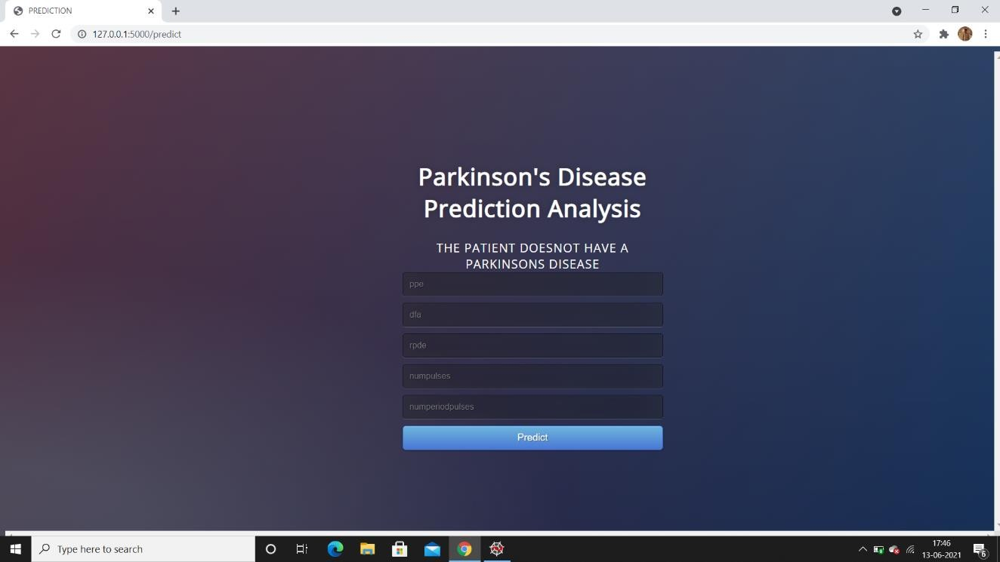 PREDICTION
127.0.0.1:5000/predict
Parkinson's Disease
Prediction Analysis
THE PATIENT DOESNOT HAVE A
PARKINSONS DISEASE
ppe
dfa
rpde
numpulses
numperiodpulses
Predict
Type here to search
17:46
13-06-2021
6